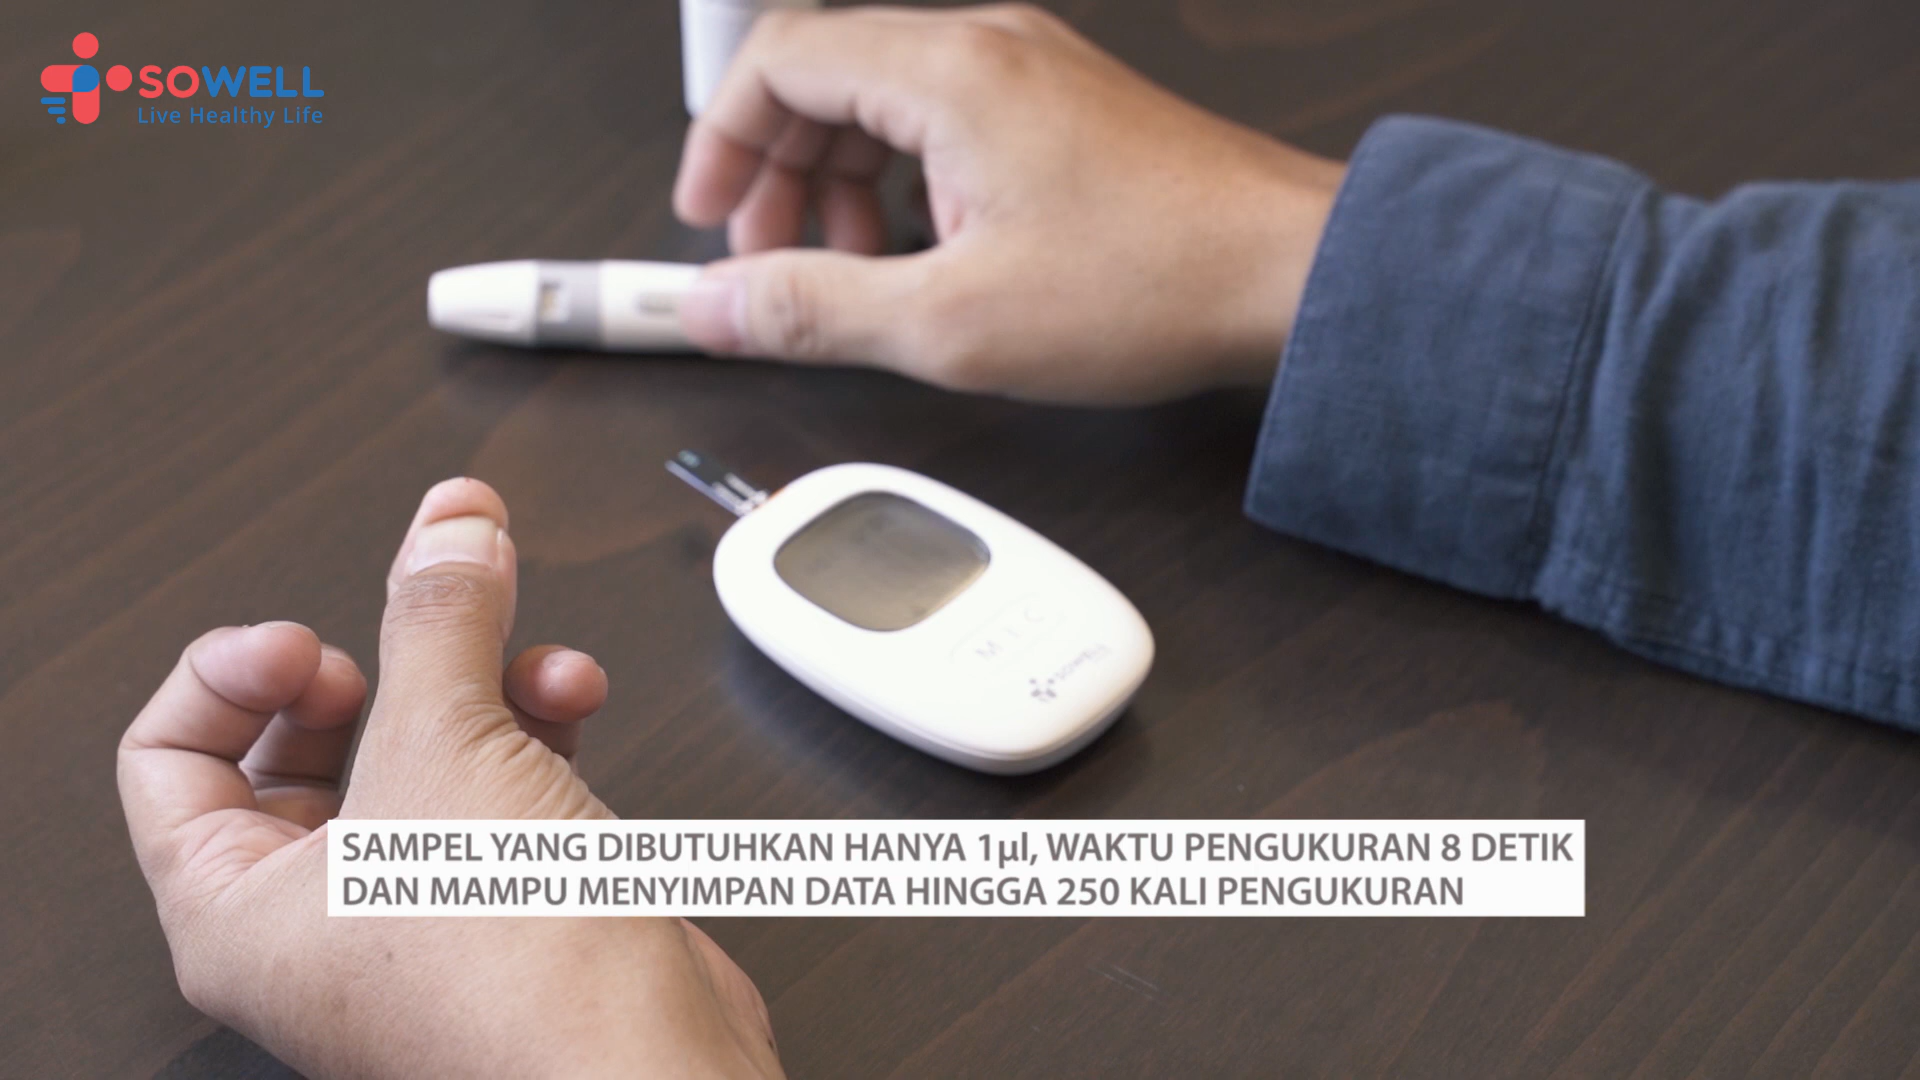 SOWELL
Live Healthy Life
M I C
SOWELL
SAMPEL YANG DIBUTUHKAN HANYA 1µl, WAKTU PENGUKURAN 8 DETIK
DAN MAMPU MENYIMPAN DATA HINGGA 250 KALI PENGUKURAN